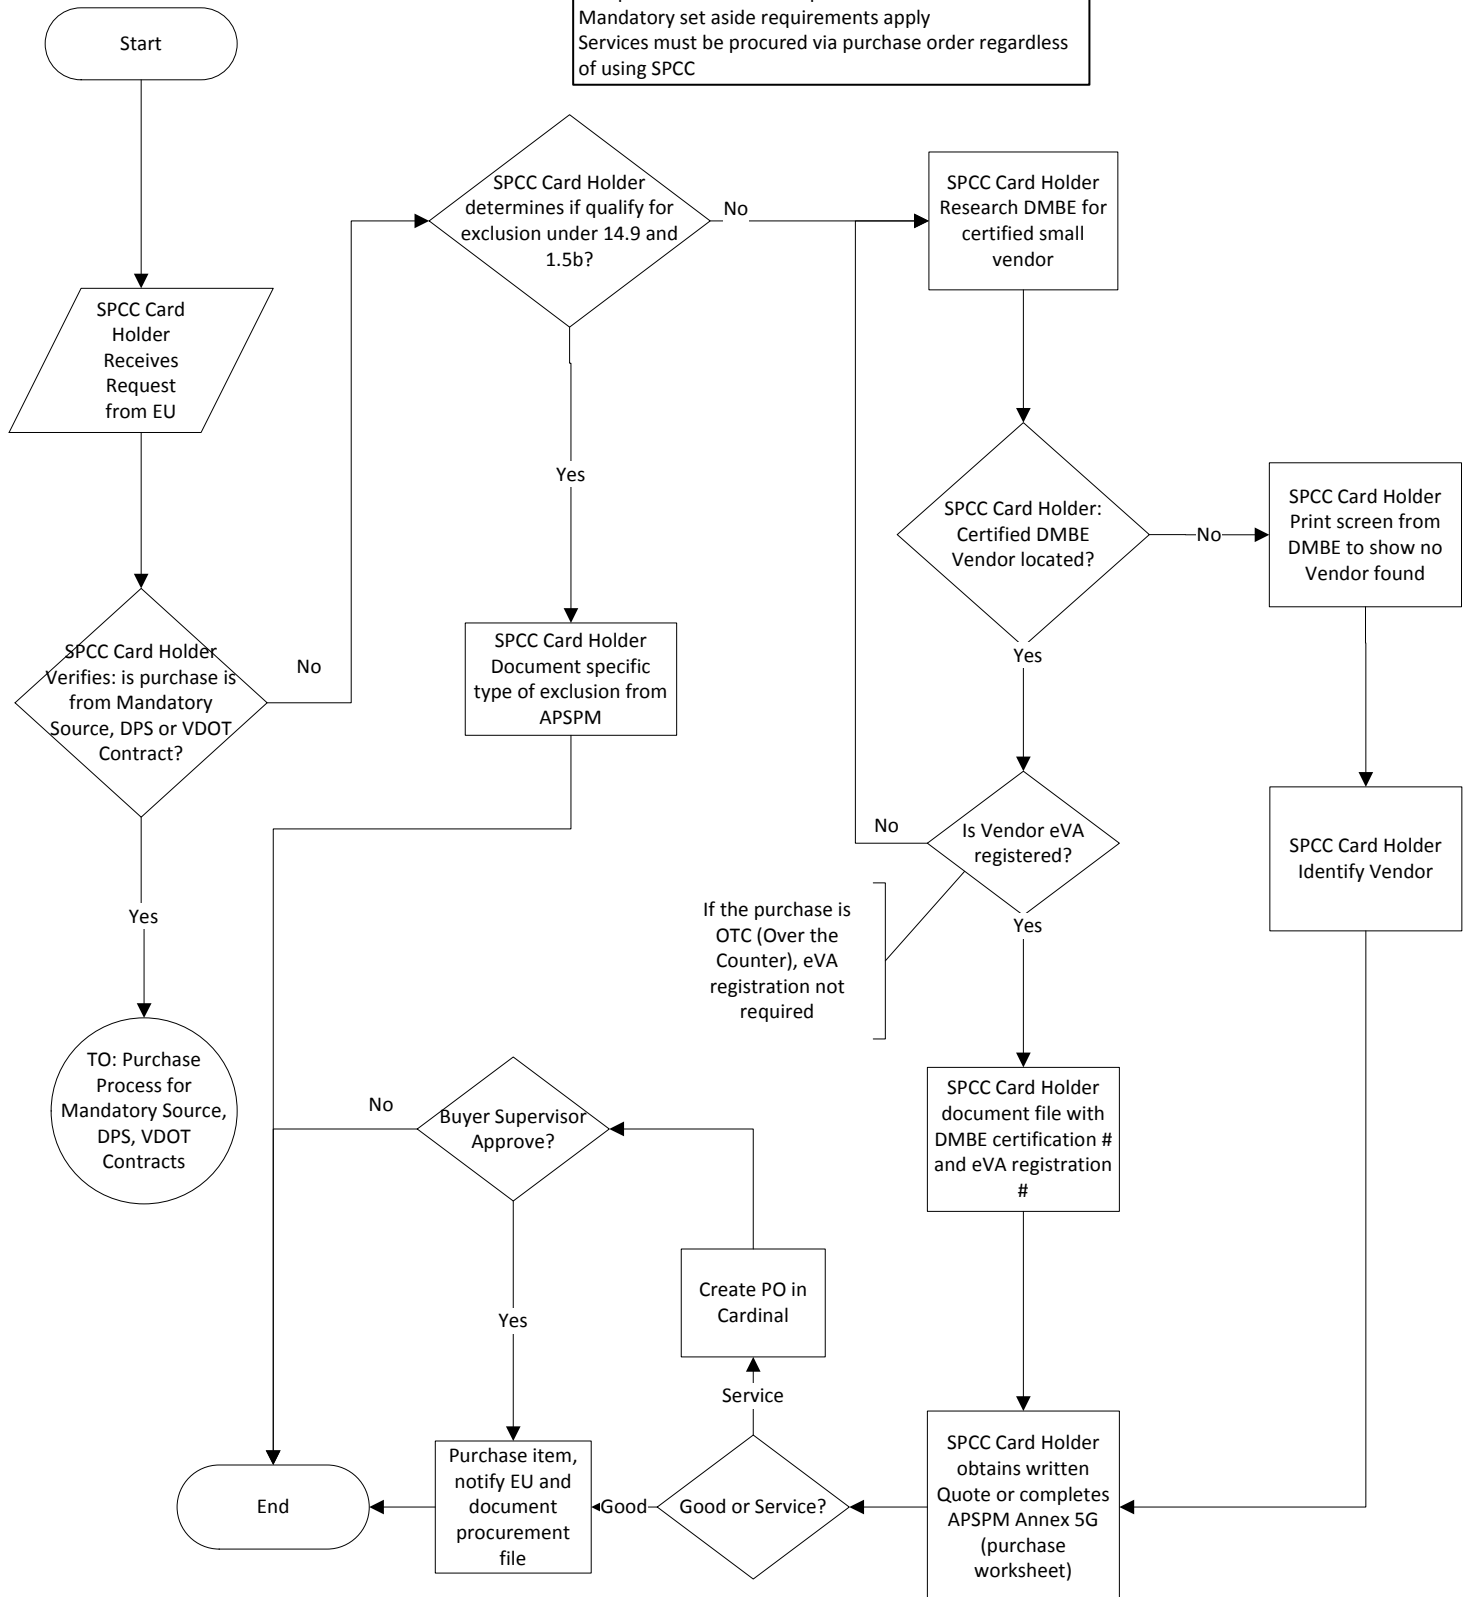 Mandatory set aside requirements apply
Services must be procured via purchase order regardless
of using SPCC
Start
SPCC Card
Holder
Receives
Request
from EU
SPCC Card Holder
Verifies: is purchase is
from Mandatory
Source, DPS or VDOT
Contract?
No
Yes
TO: Purchase
Process for
Mandatory Source,
DPS, VDOT
Contracts
SPCC Card Holder
determines if qualify for
exclusion under 14.9 and
1.5b?
No
Yes
SPCC Card Holder
Document specific
type of exclusion from
APSPM
SPCC Card Holder
Research DMBE for
certified small
vendor
SPCC Card Holder:
Certified DMBE
Vendor located?
No
Yes
SPCC Card Holder
Print screen from
DMBE to show no
Vendor found
SPCC Card Holder
Identify Vendor
Is Vendor eVA
registered?
No
Yes
If the purchase is
OTC (Over the
Counter), eVA
registration not
required
SPCC Card Holder
document file with
DMBE certification #
and eVA registration
#
SPCC Card Holder
obtains written
Quote or completes
APSPM Annex 5G
(purchase
worksheet)
Good or Service?
Service
Good
Create PO in
Cardinal
Buyer Supervisor
Approve?
No
Yes
Purchase item,
notify EU and
document
procurement
file
End